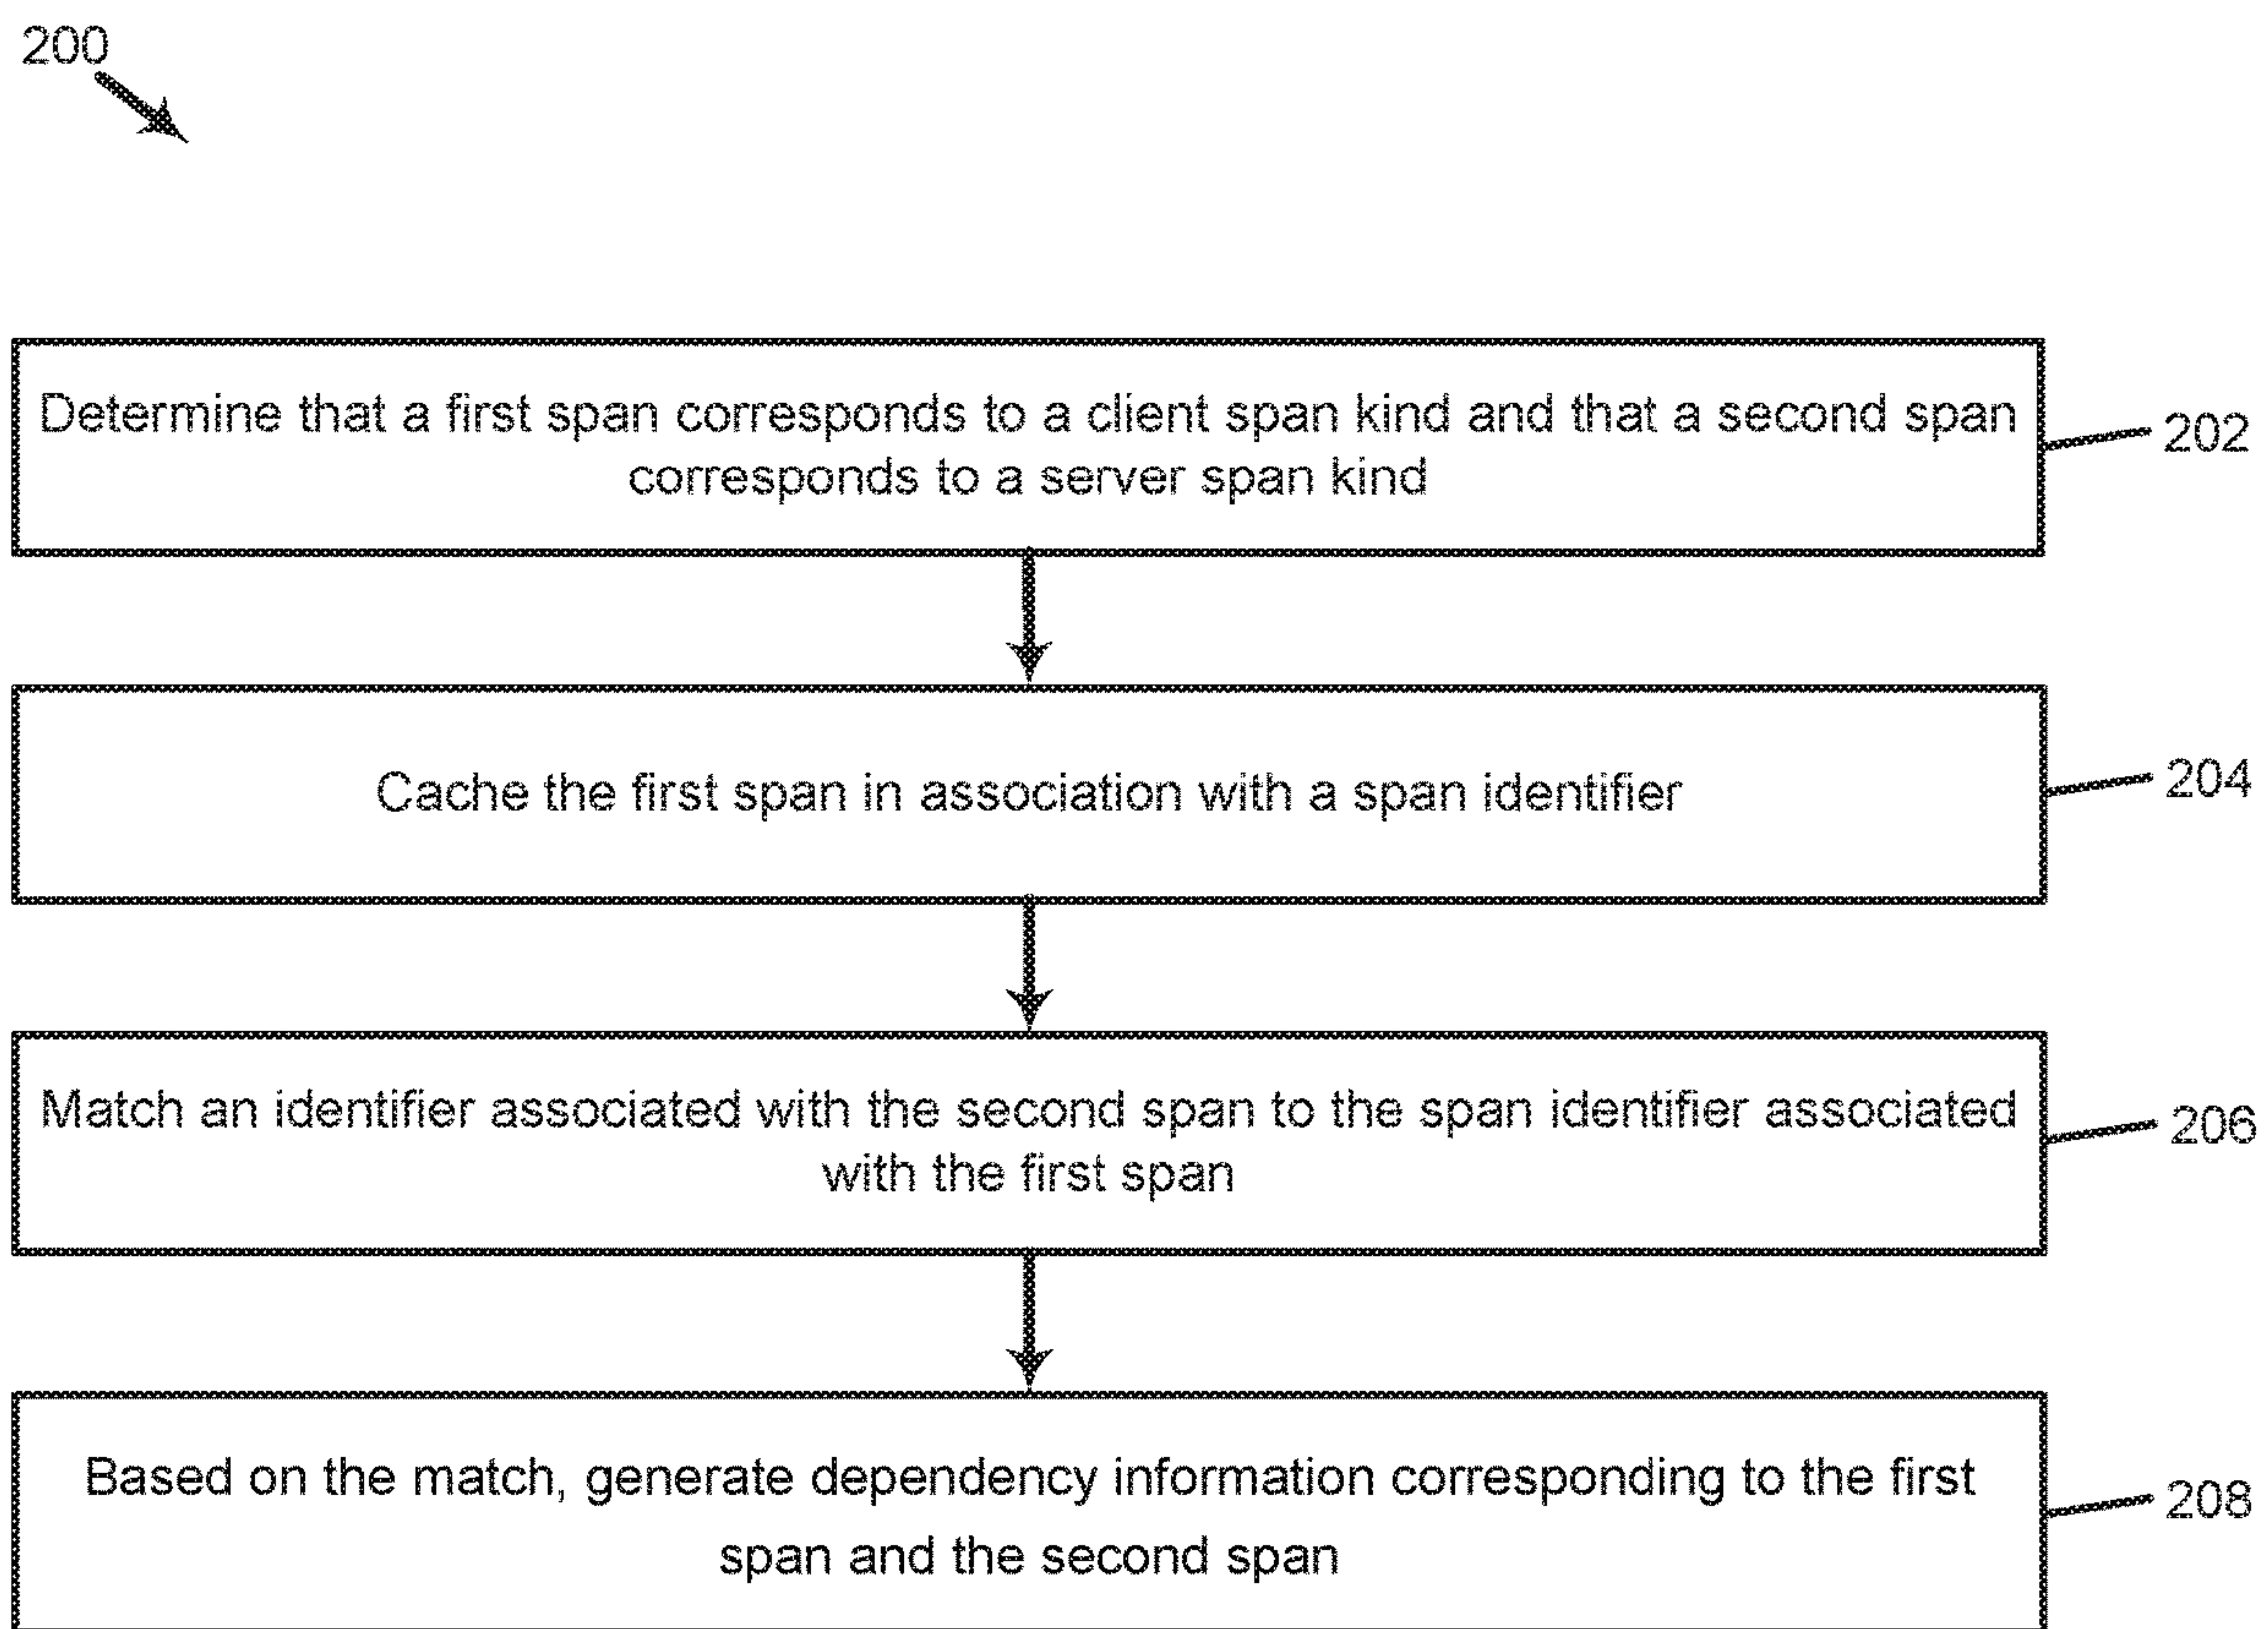 200
Determine that a first span corresponds to a client span kind and that a second span
corresponds to a server span kind
202
Cache the first span in association with a span identifier
204
Match an identifier associated with the second span to the span identifier associated
with the first span
206
Based on the match, generate dependency information corresponding to the first
span and the second span
208